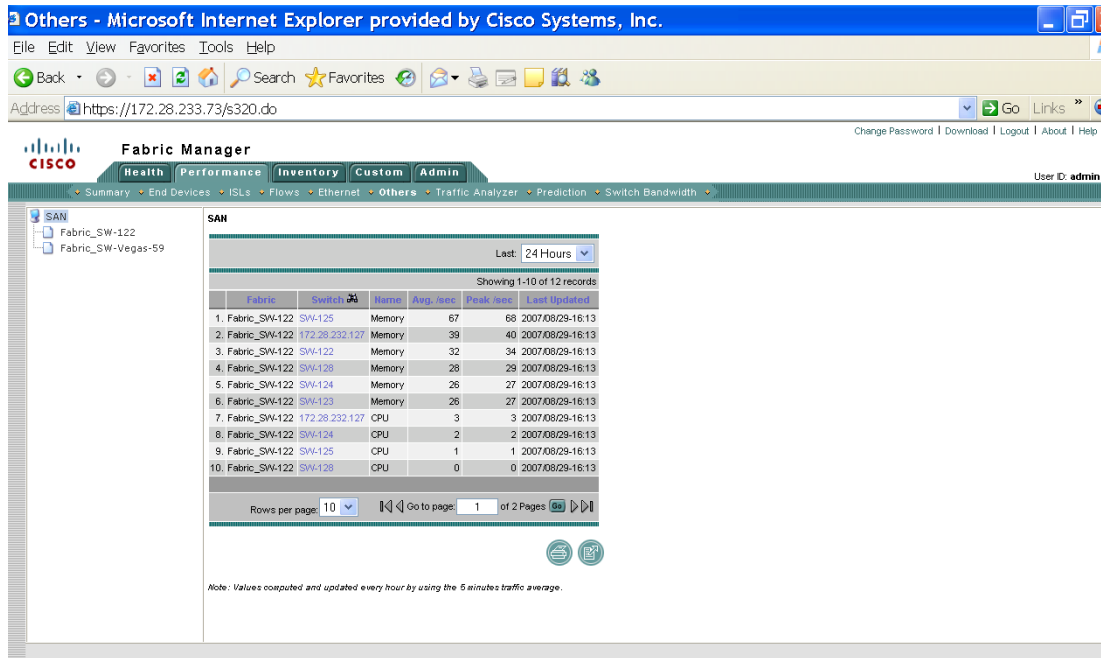 Others - Microsoft Internet Explorer provided by Cisco Systems, Inc.
File Edit View Favorites Tools Help
Back Search Favorites
Address https://172.28.233.73/s320.do Go Links »
Change Password | Download | Logout | About | Help
CISCO Fabric Manager
Health Performance Inventory Custom Admin
User ID: admin
Summary End Devices ISLs Flows Ethernet Others Traffic Analyzer Prediction Switch Bandwidth
SAN
Fabric_SW-122
Fabric_SW-Vegas-59
SAN
Last: 24 Hours
Showing 1-10 of 12 records
Fabric Switch Name Avg. /sec Peak /sec Last Updated
1. Fabric_SW-122 SW-125 Memory 67 68 2007/08/29-16:13
2. Fabric_SW-122 172.28.232.127 Memory 39 40 2007/08/29-16:13
3. Fabric_SW-122 SW-122 Memory 32 34 2007/08/29-16:13
4. Fabric_SW-122 SW-128 Memory 28 29 2007/08/29-16:13
5. Fabric_SW-122 SW-124 Memory 26 27 2007/08/29-16:13
6. Fabric_SW-122 SW-123 Memory 26 27 2007/08/29-16:13
7. Fabric_SW-122 172.28.232.127 CPU 3 3 2007/08/29-16:13
8. Fabric_SW-122 SW-124 CPU 2 2 2007/08/29-16:13
9. Fabric_SW-122 SW-125 CPU 1 1 2007/08/29-16:13
10. Fabric_SW-122 SW-128 CPU 0 0 2007/08/29-16:13
Rows per page: 10 Go to page: 1 of 2 Pages Go
Note: Values computed and updated every hour by using the 5 minutes traffic average.